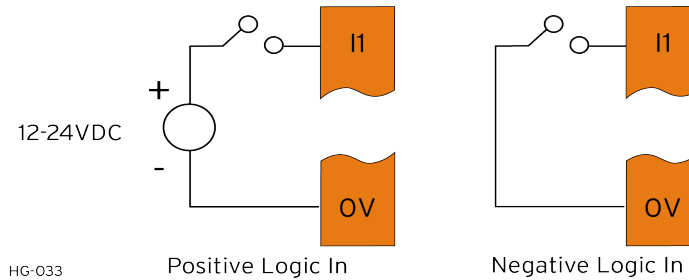 I1
I1
+
12-24VDC
-
0V
0V
HG-033
Positive Logic In
Negative Logic In